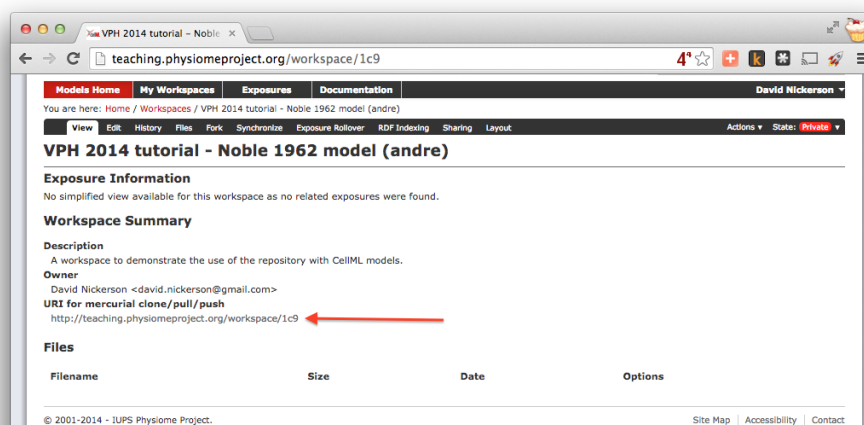 VPH 2014 tutorial – Noble
teaching.physiomeproject.org/workspace/1c9
Models Home My Workspaces Exposures Documentation David Nickerson
You are here: Home / Workspaces / VPH 2014 tutorial - Noble 1962 model (andre)
View Edit History Files Fork Synchronize Exposure Rollover RDF Indexing Sharing Layout Actions State: Private
VPH 2014 tutorial - Noble 1962 model (andre)
Exposure Information
No simplified view available for this workspace as no related exposures were found.
Workspace Summary
Description
A workspace to demonstrate the use of the repository with CellML models.
Owner
David Nickerson <david.nickerson@gmail.com>
URI for mercurial clone/pull/push
http://teaching.physiomeproject.org/workspace/1c9
Files
Filename Size Date Options
© 2001-2014 - IUPS Physiome Project. Site Map Accessibility Contact